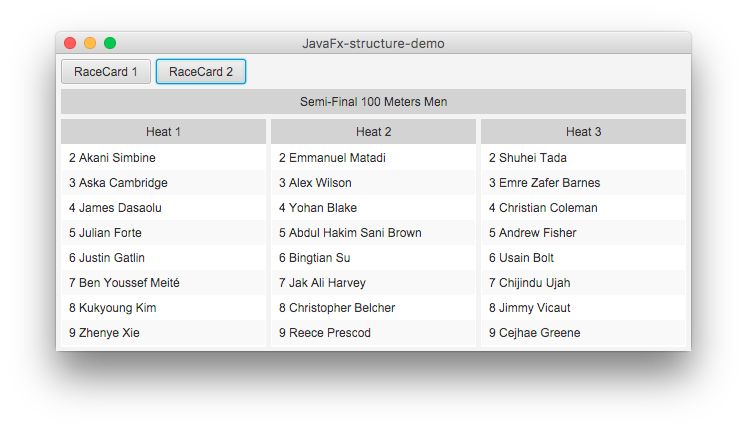 JavaFx-structure-demo
RaceCard 1 RaceCard 2
Semi-Final 100 Meters Men
Heat 1 Heat 2 Heat 3
2 Akani Simbine 2 Emmanuel Matadi 2 Shuhei Tada
3 Aska Cambridge 3 Alex Wilson 3 Emre Zafer Barnes
4 James Dasaolu 4 Yohan Blake 4 Christian Coleman
5 Julian Forte 5 Abdul Hakim Sani Brown 5 Andrew Fisher
6 Justin Gatlin 6 Bingtian Su 6 Usain Bolt
7 Ben Youssef Meité 7 Jak Ali Harvey 7 Chijindu Ujah
8 Kukyoung Kim 8 Christopher Belcher 8 Jimmy Vicaut
9 Zhenye Xie 9 Reece Prescod 9 Cejhae Greene